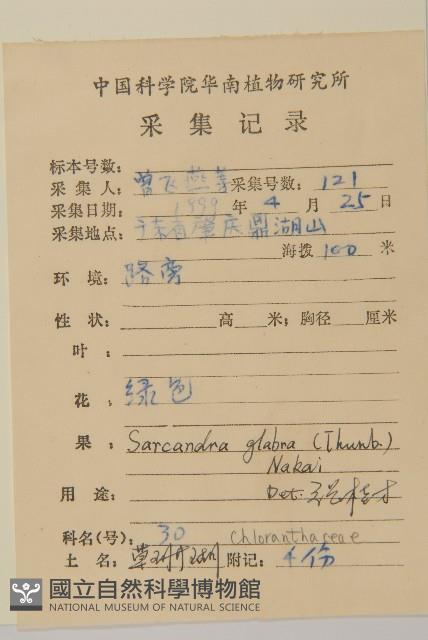 中国科学院华南植物研究所
采集记录
标本号数:
采集人: 曾飞燕等 采集号数: 121
采集日期: 1999 年 4 月 25 日
采集地点: 广东省肇庆鼎湖山
海拨 100 米
环境: 路旁
性状: 高 米; 胸径 厘米
叶:
花: 绿色
果: Sarcandra glabra (Thunb.)
Nakai
用途: Det.
科名(号): 30 Chloranthaceae
土名: 草珊瑚 附记: 4份
國立自然科學博物館
NATIONAL MUSEUM OF NATURAL SCIENCE